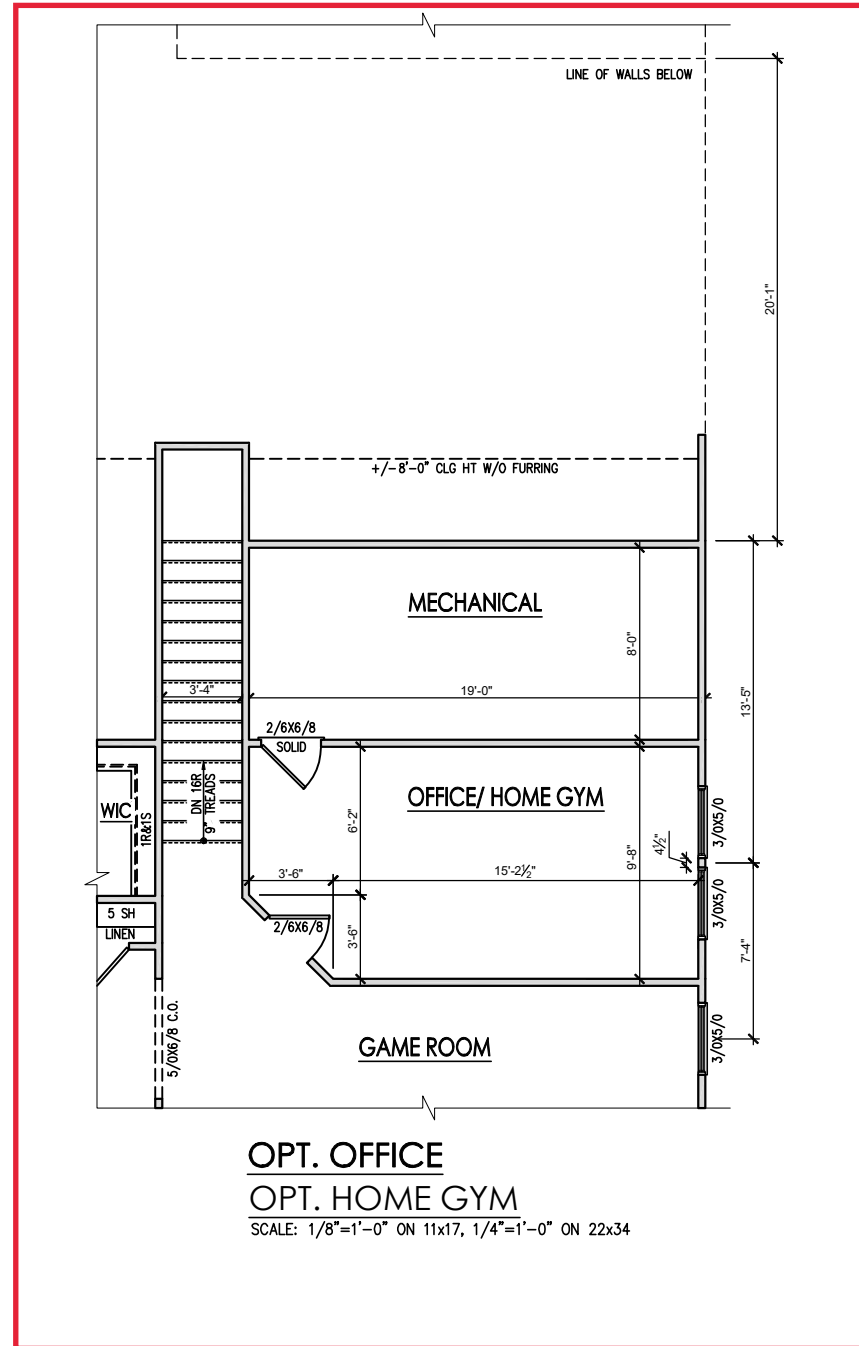 LINE OF WALLS BELOW
20'-1"
+/-8'-0" CLG HT W/O FURRING
MECHANICAL
8'-0"
3'-4"
19'-0"
13'-5"
2/6X6/8
SOLID
DN 16R
9" TREADS
WIC
1R&1S
OFFICE/ HOME GYM
6'-2"
9'-8"
4½"
3/0X5/0
3'-6"
15'-2½"
3/0X5/0
5 SH
LINEN
2/6X6/8
3'-6"
7'-4"
5/0X6/8 C.O.
GAME ROOM
3/0X5/0
OPT. OFFICE
OPT. HOME GYM
SCALE: 1/8"=1'-0" ON 11x17, 1/4"=1'-0" ON 22x34